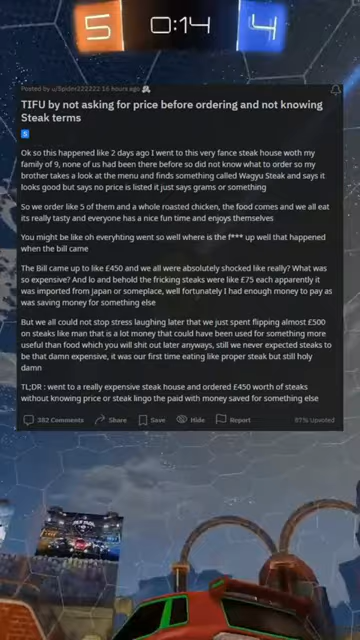 5 0:14 4
Posted by u/Spidm222222 16 hours ago
TIFU by not asking for price before ordering and not knowing
Steak terms
S
Ok so this happened like 2 days ago I went to this very fance steak house woth my
family of 9, none of us had been there before so did not know what to order so my
brother takes a look at the menu and finds something called Wagyu Steak and says it
looks good but says no price is listed it just says grams or something
So we order like 5 of them and a whole roasted chicken, the food comes and we all eat
its really tasty and everyone has a nice fun time and enjoys themselves
You might be like oh everyhting went so well where is the f*** up well that happened
when the bill came
The Bill came up to like £450 and we all were absolutely shocked like really? What was
so expensive? And lo and behold the fricking steaks were like £75 each apparently it
was imported from Japan or someplace, well fortunately I had enough money to pay as
was saving money for something else
But we all could not stop stress laughing later that we just spent flipping almost £500
on steaks like man that is a lot money that could have been used for something more
useful than food which you will shit out later anyways, still we never expected steaks to
be that damn expensive, it was our first time eating like proper steak but still holy
damn
TL;DR : went to a really expensive steak house and ordered £450 worth of steaks
without knowing price or steak lingo the paid with money saved for something else
382 Comments Share Save Hide Report 87% Upvoted